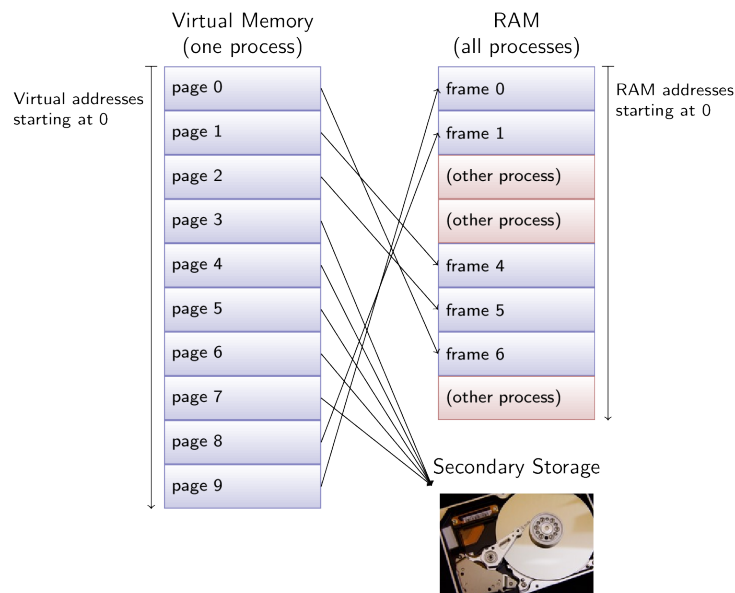 Virtual Memory
(one process)
RAM
(all processes)
Virtual addresses
starting at 0
page 0
page 1
page 2
page 3
page 4
page 5
page 6
page 7
page 8
page 9
frame 0
frame 1
(other process)
(other process)
frame 4
frame 5
frame 6
(other process)
RAM addresses
starting at 0
Secondary Storage